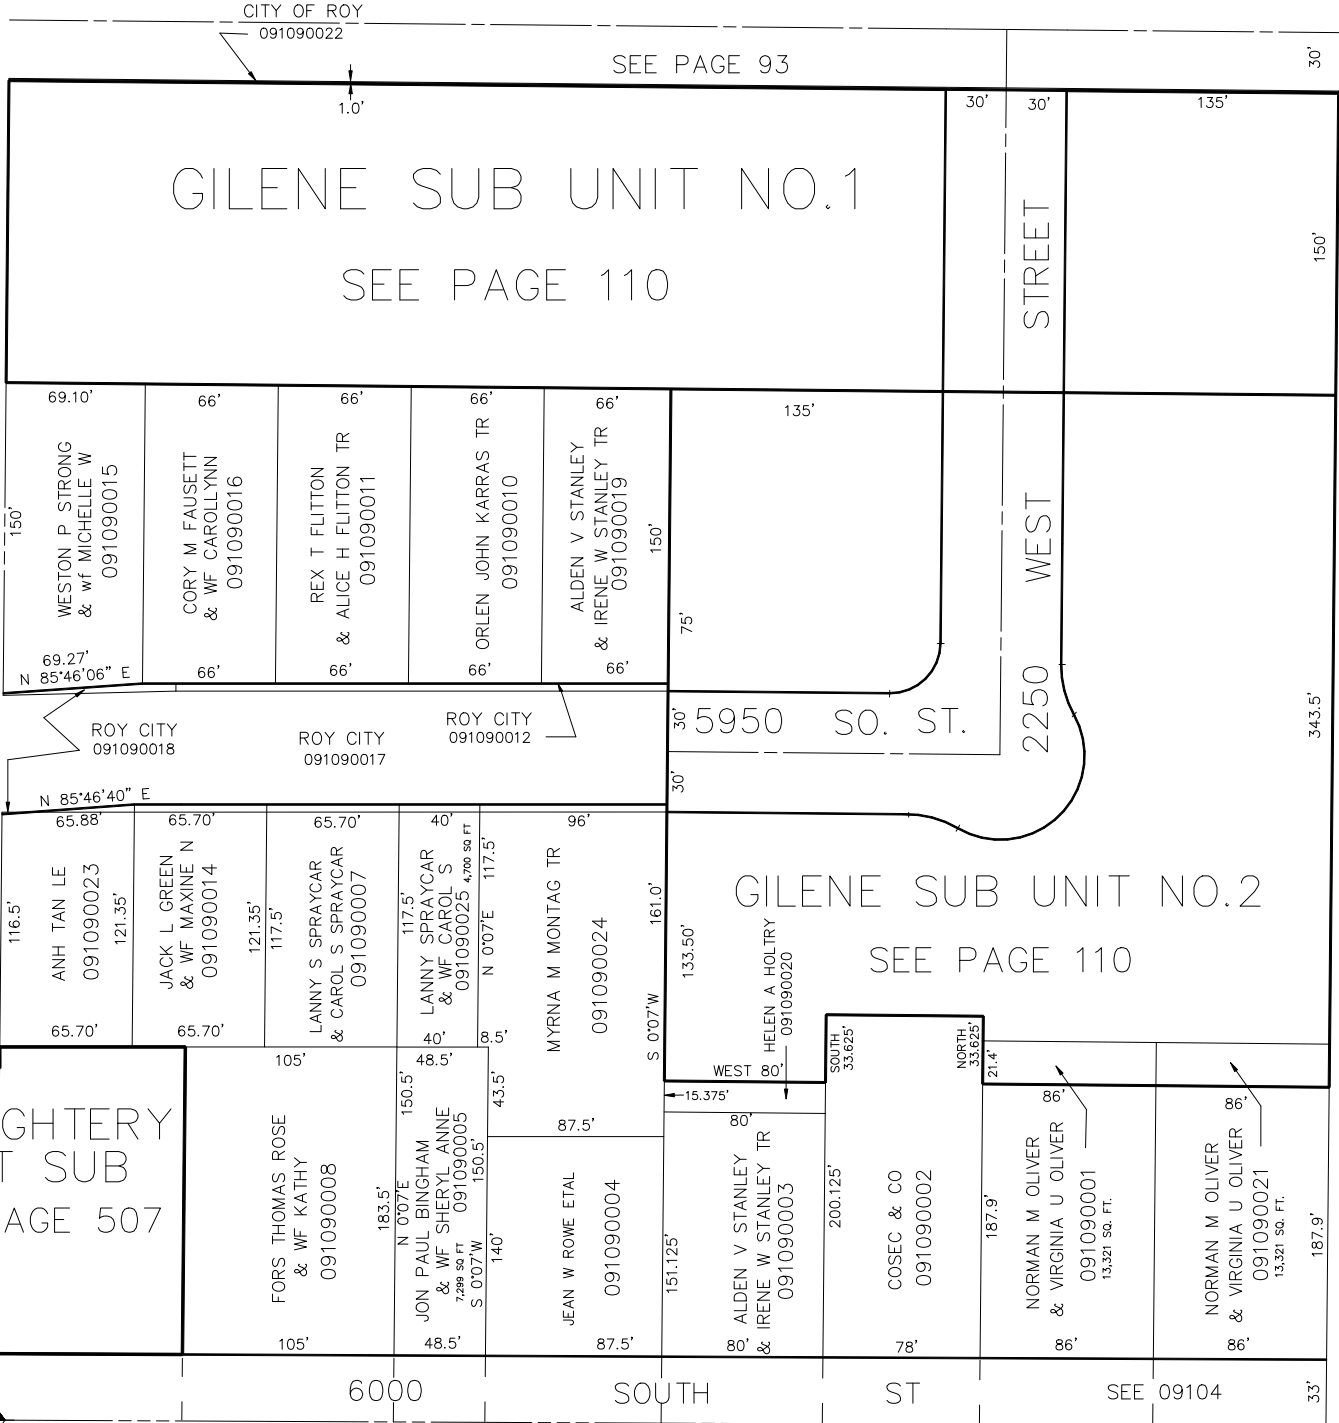 CITY OF ROY
091090022
SEE PAGE 93
30'
1.0'
30'
30'
135'
GILENE SUB UNIT NO.1
SEE PAGE 110
STREET
150'
69.10'
66'
66'
66'
66'
135'
150'
WESTON P STRONG
& wf MICHELLE W
091090015
CORY M FAUSETT
& WF CAROLLYNN
091090016
REX T FLITTON
& ALICE H FLITTON TR
091090011
ORLEN JOHN KARRAS TR
091090010
ALDEN V STANLEY
& IRENE W STANLEY TR
091090019
150'
75'
WEST
69.27'
N 85°46'06" E
66'
66'
66'
66'
ROY CITY
091090018
ROY CITY
091090017
ROY CITY
091090012
30'
5950 SO. ST.
2250
343.5'
30'
N 85°46'40" E
65.88'
65.70'
65.70'
40'
96'
116.5'
ANH TAN LE
091090023
121.35'
JACK L GREEN
& WF MAXINE N
091090014
121.35'
117.5'
LANNY S SPRAYCAR
& CAROL S SPRAYCAR
091090007
117.5'
LANNY SPRAYCAR
& WF CAROL S
091090025
4,700 SQ FT
117.5'
N 0°07'E
MYRNA M MONTAG TR
091090024
161.0'
S 0°07'W
133.50'
GILENE SUB UNIT NO.2
SEE PAGE 110
HELEN A HOLTRY
091090020
65.70'
65.70'
40'
8.5'
SOUTH
33.625'
NORTH
33.625'
21.4'
105'
48.5'
WEST 80'
15.375'
80'
86'
86'
GHTERY
T SUB
AGE 507
FORS THOMAS ROSE
& WF KATHY
091090008
183.5'
150.5'
N 0°07'E
JON PAUL BINGHAM
& WF SHERYL ANNE
091090005
7,299 SQ FT
150.5'
S 0°07'W
43.5'
87.5'
140'
JEAN W ROWE ETAL
091090004
151.125'
ALDEN V STANLEY
& IRENE W STANLEY TR
091090003
200.125'
COSEC & CO
091090002
187.9'
NORMAN M OLIVER
& VIRGINIA U OLIVER
091090001
13,321 SQ. FT.
NORMAN M OLIVER
& VIRGINIA U OLIVER
091090021
13,321 SQ. FT.
187.9'
105'
48.5'
87.5'
80'
78'
86'
86'
6000 SOUTH ST
SEE 09104
33'